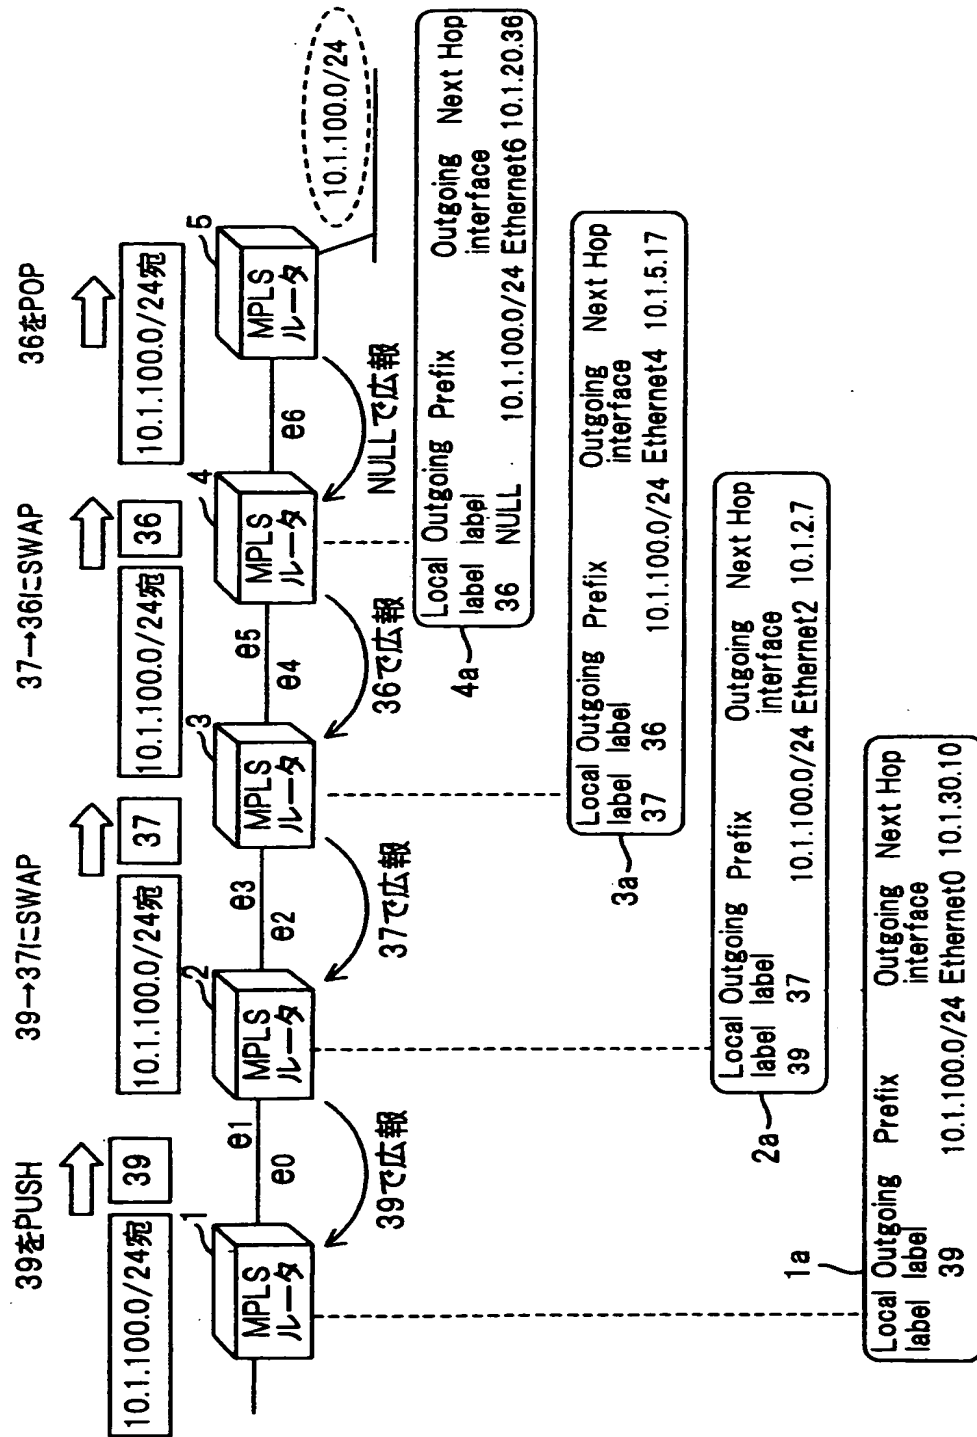 39をPUSH
39→37にSWAP
37→36にSWAP
36をPOP
10.1.100.0/24宛
39
10.1.100.0/24宛
37
10.1.100.0/24宛
36
10.1.100.0/24宛
1
MPLS
ルータ
2
MPLS
ルータ
3
MPLS
ルータ
4
MPLS
ルータ
5
MPLS
ルータ
10.1.100.0/24
e0
e1
e2
e3
e4
e5
e6
39で広報
37で広報
36で広報
NULLで広報
4a
Local Outgoing Prefix Outgoing Next Hop
label label interface
36 NULL 10.1.100.0/24 Ethernet6 10.1.20.36
3a
Local Outgoing Prefix Outgoing Next Hop
label label interface
37 36 10.1.100.0/24 Ethernet4 10.1.5.17
2a
Local Outgoing Prefix Outgoing Next Hop
label label interface
39 37 10.1.100.0/24 Ethernet2 10.1.2.7
1a
Local Outgoing Prefix Outgoing Next Hop
label label interface
39 10.1.100.0/24 Ethernet0 10.1.30.10